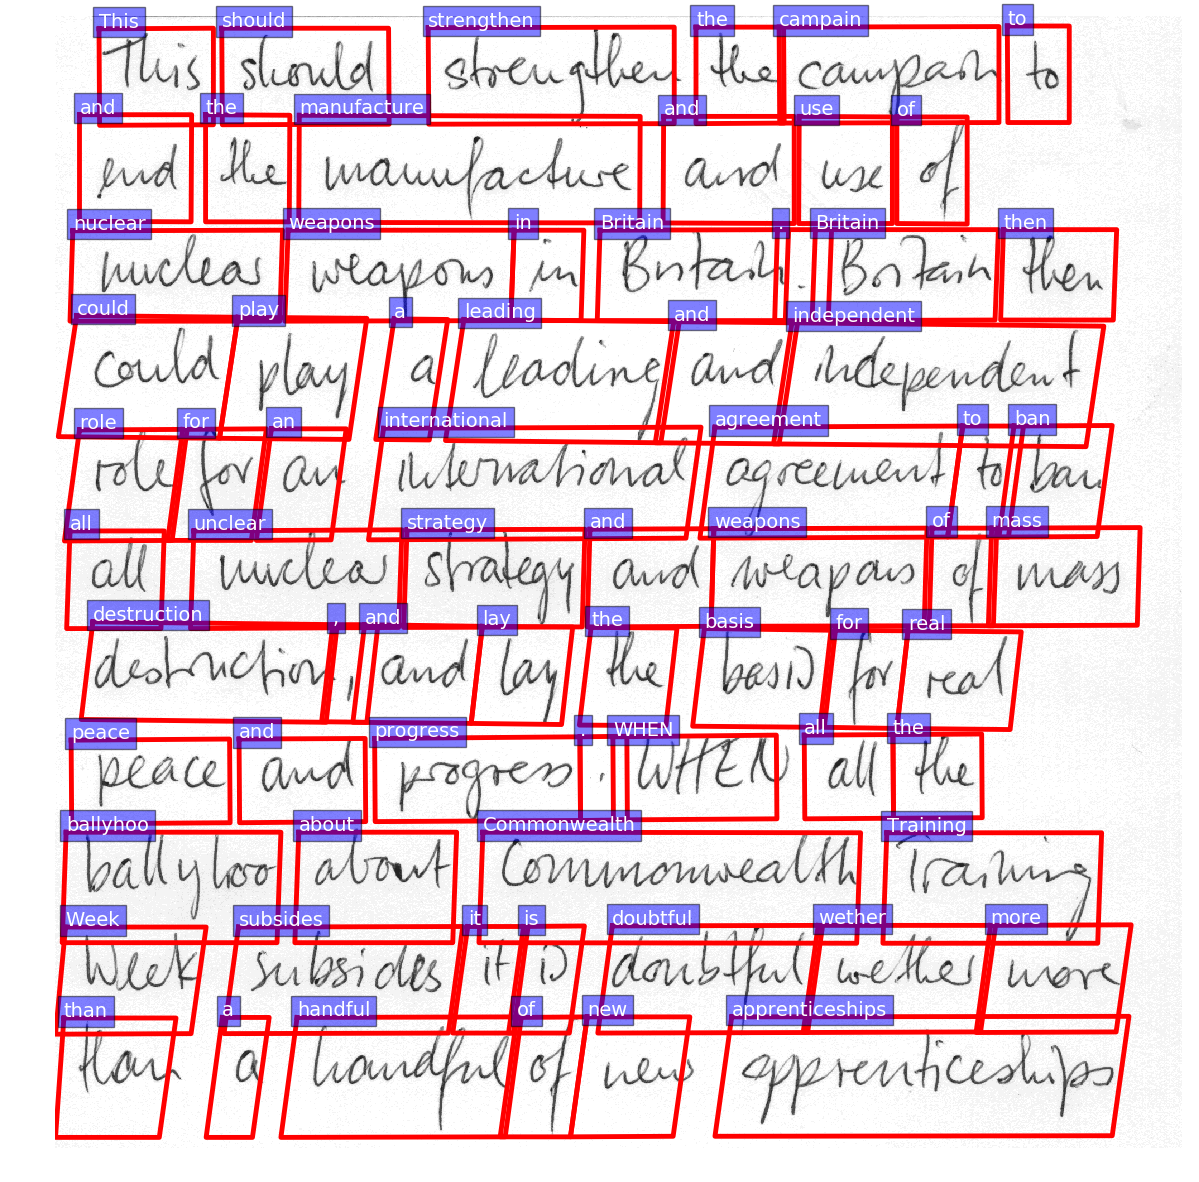 This should strengthen the campain to
end the manufacture and use of
nuclear weapons in Britain. Britain then
could play a leading and independent
role for an international agreement to ban
all nuclear strategy and weapons of mass
destruction, and lay the basis for real
peace and progress. WHEN all the
ballyhoo about Commonwealth Training
Week subsides it is doubtful wether more
than a handful of new apprenticeships